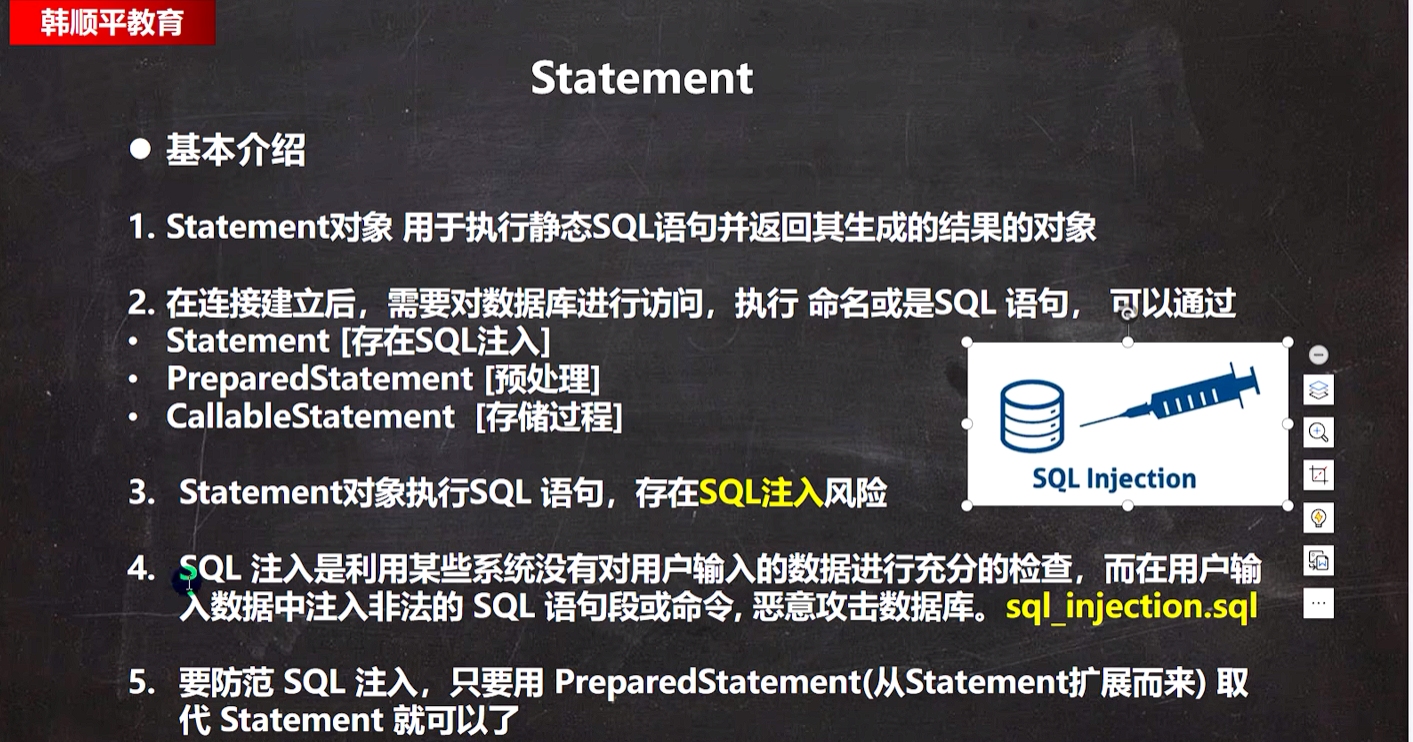 韩顺平教育
Statement
● 基本介绍
1. Statement对象 用于执行静态SQL语句并返回其生成的结果的对象
2. 在连接建立后，需要对数据库进行访问，执行 命名或是SQL 语句， 可以通过
• Statement [存在SQL注入]
• PreparedStatement [预处理]
• CallableStatement [存储过程]
SQL Injection
3. Statement对象执行SQL 语句，存在SQL注入风险
4. SQL 注入是利用某些系统没有对用户输入的数据进行充分的检查，而在用户输
入数据中注入非法的 SQL 语句段或命令, 恶意攻击数据库。sql_injection.sql
5. 要防范 SQL 注入，只要用 PreparedStatement(从Statement扩展而来) 取
代 Statement 就可以了